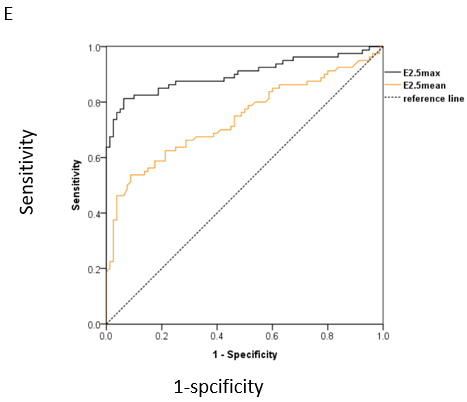 E
1.0
0.8
0.6
0.4
0.2
0.0
Sensitivity
Sensitivity
E2.5max
E2.5mean
reference line
0.0 0.2 0.4 0.6 0.8 1.0
1 - Specificity
1-spcificity